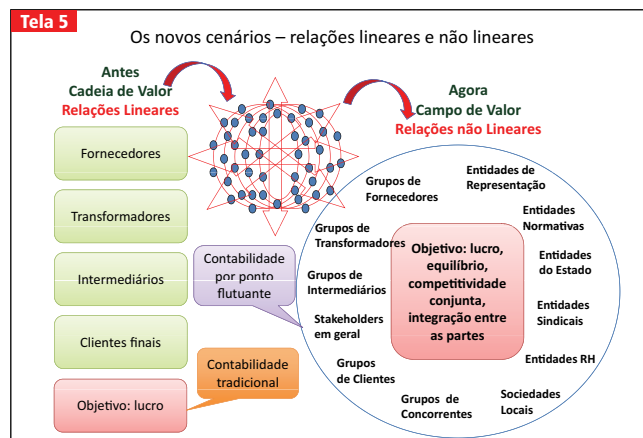 Tela 5
Os novos cenários – relações lineares e não lineares
Antes
Cadeia de Valor
Relações Lineares
Fornecedores
Transformadores
Intermediários
Clientes finais
Objetivo: lucro
Contabilidade
por ponto
flutuante
Contabilidade
tradicional
Agora
Campo de Valor
Relações não Lineares
Grupos de
Fornecedores
Entidades de
Representação
Entidades
Normativas
Grupos de
Transformadores
Entidades
do Estado
Grupos de
Intermediários
Objetivo: lucro,
equilíbrio,
competitividade
conjunta,
integração entre
as partes
Stakeholders
em geral
Entidades
Sindicais
Grupos
de Clientes
Entidades RH
Grupos de
Concorrentes
Sociedades
Locais